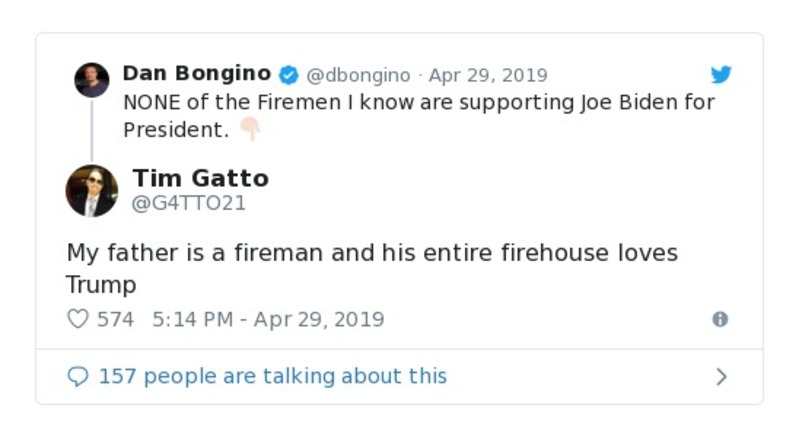 Dan Bongino @dbongino · Apr 29, 2019
NONE of the Firemen I know are supporting Joe Biden for
President. 👇🏻
Tim Gatto
@G4TTO21
My father is a fireman and his entire firehouse loves
Trump
574 5:14 PM - Apr 29, 2019
157 people are talking about this